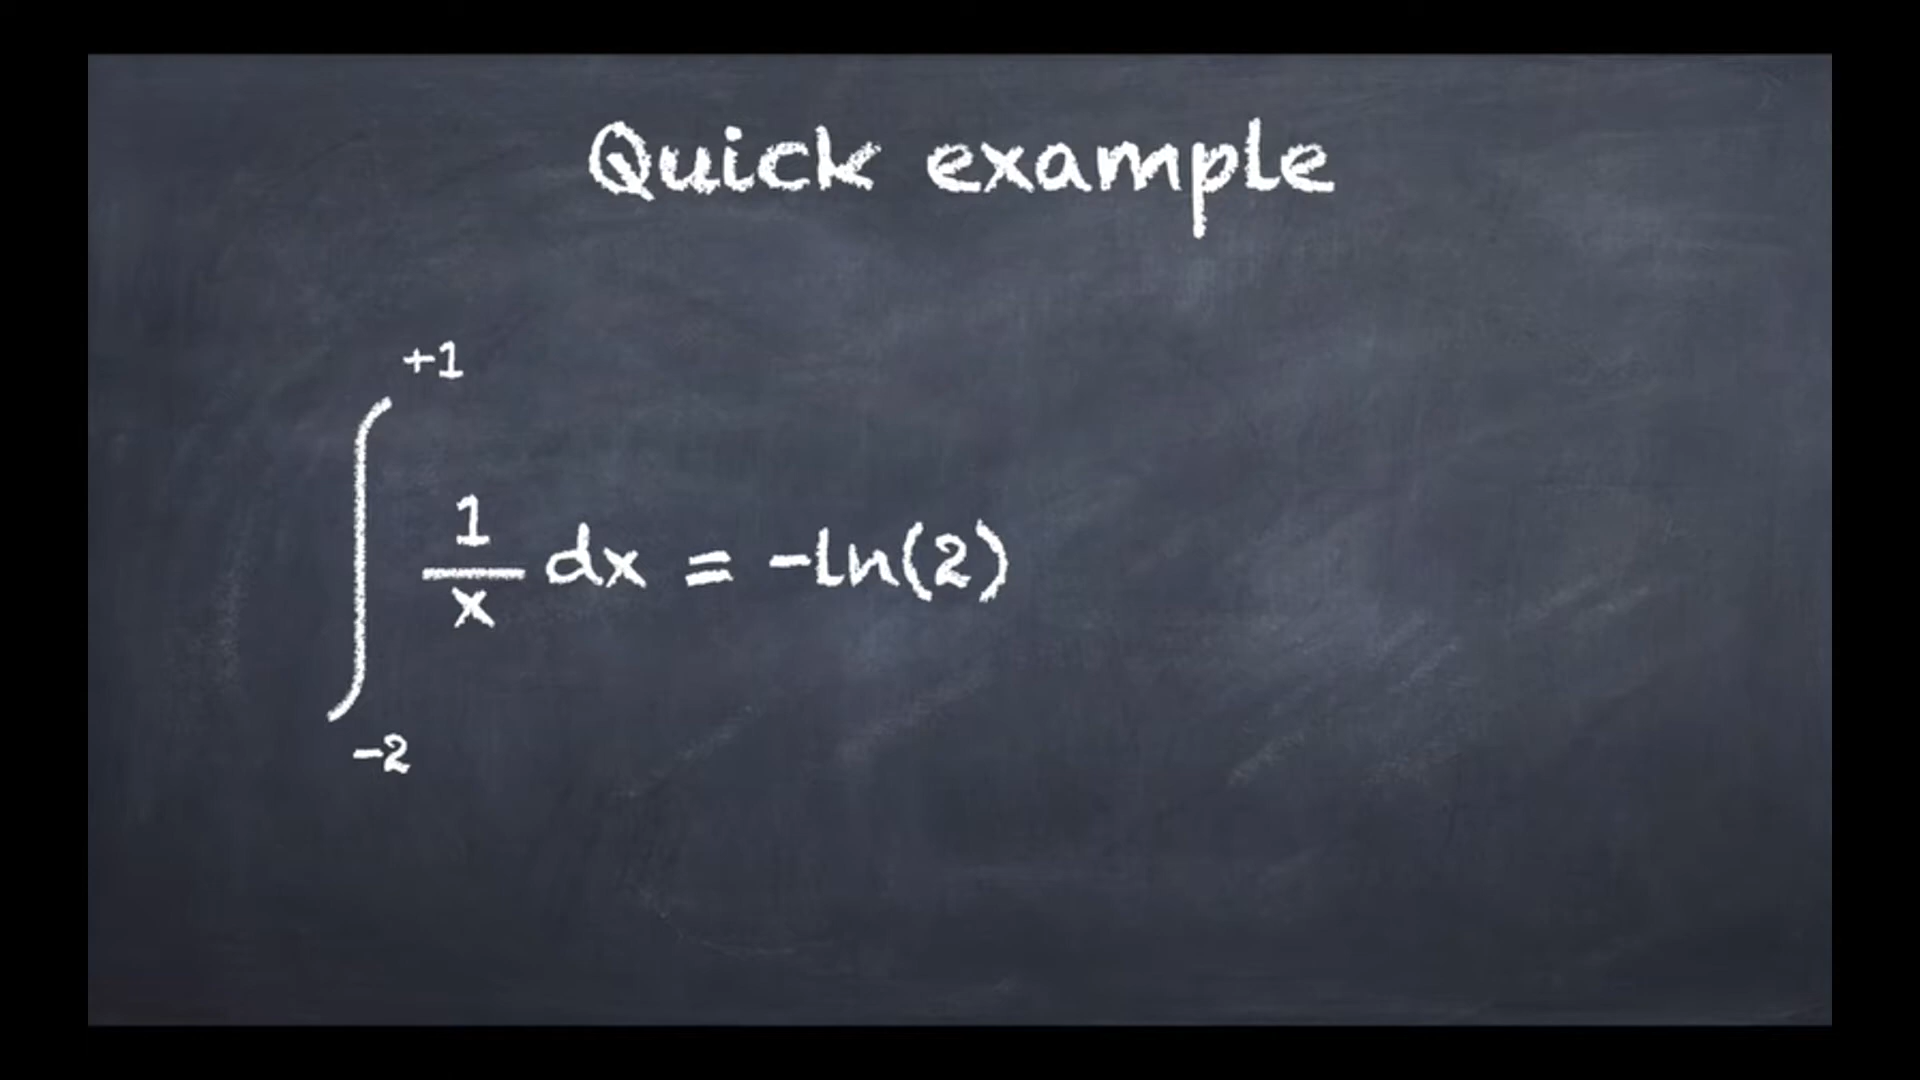 Quick example
+1
1
x
dx = -ln(2)
-2